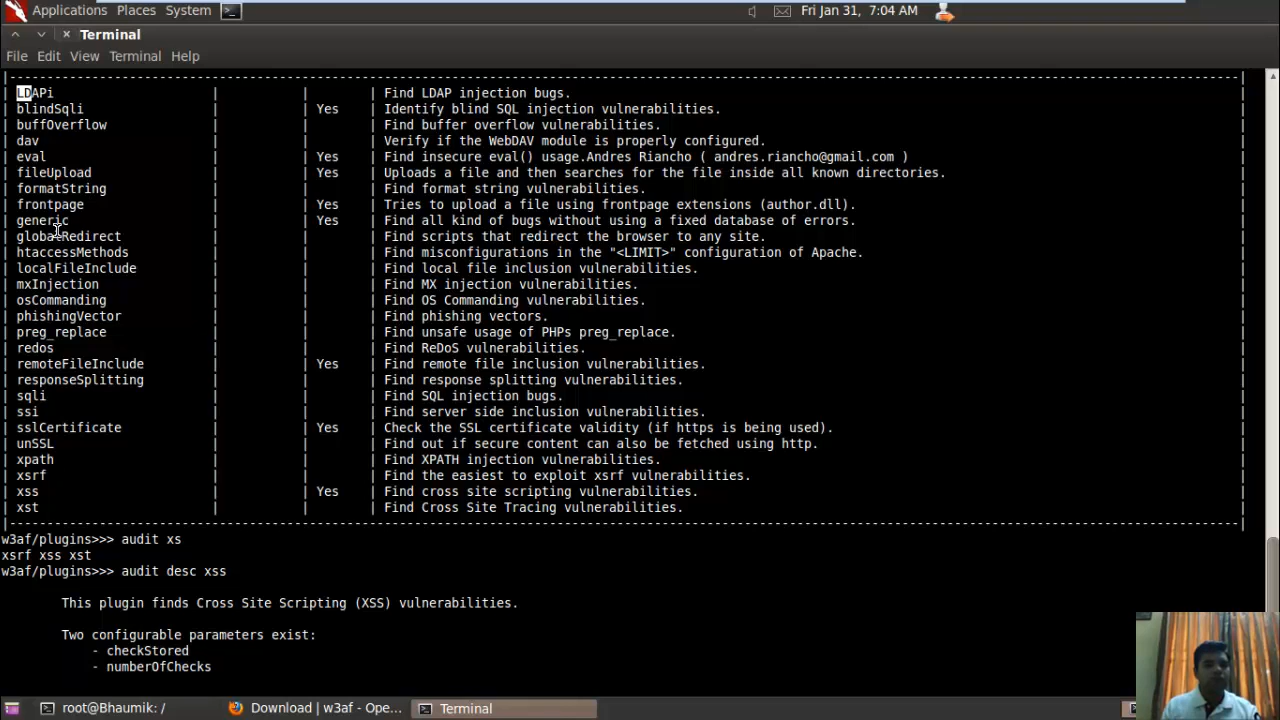 Applications Places System Fri Jan 31, 7:04 AM
Terminal
File Edit View Terminal Help
|---------------------------------------------------------------------------------------------------------------------------------------------------|
| LDAPi | | | Find LDAP injection bugs. |
| blindSqli | | Yes | Identify blind SQL injection vulnerabilities. |
| buffOverflow | | | Find buffer overflow vulnerabilities. |
| dav | | | Verify if the WebDAV module is properly configured. |
| eval | | Yes | Find insecure eval() usage.Andres Riancho ( andres.riancho@gmail.com ) |
| fileUpload | | Yes | Uploads a file and then searches for the file inside all known directories. |
| formatString | | | Find format string vulnerabilities. |
| frontpage | | Yes | Tries to upload a file using frontpage extensions (author.dll). |
| generic | | Yes | Find all kind of bugs without using a fixed database of errors. |
| globalRedirect | | | Find scripts that redirect the browser to any site. |
| htaccessMethods | | | Find misconfigurations in the "<LIMIT>" configuration of Apache. |
| localFileInclude | | | Find local file inclusion vulnerabilities. |
| mxInjection | | | Find MX injection vulnerabilities. |
| osCommanding | | | Find OS Commanding vulnerabilities. |
| phishingVector | | | Find phishing vectors. |
| preg_replace | | | Find unsafe usage of PHPs preg_replace. |
| redos | | | Find ReDoS vulnerabilities. |
| remoteFileInclude | | Yes | Find remote file inclusion vulnerabilities. |
| responseSplitting | | | Find response splitting vulnerabilities. |
| sqli | | | Find SQL injection bugs. |
| ssi | | | Find server side inclusion vulnerabilities. |
| sslCertificate | | Yes | Check the SSL certificate validity (if https is being used). |
| unSSL | | | Find out if secure content can also be fetched using http. |
| xpath | | | Find XPATH injection vulnerabilities. |
| xsrf | | | Find the easiest to exploit xsrf vulnerabilities. |
| xss | | Yes | Find cross site scripting vulnerabilities. |
| xst | | | Find Cross Site Tracing vulnerabilities. |
|---------------------------------------------------------------------------------------------------------------------------------------------------|
w3af/plugins>>> audit xs
xsrf xss xst
w3af/plugins>>> audit desc xss
This plugin finds Cross Site Scripting (XSS) vulnerabilities.
Two configurable parameters exist:
- checkStored
- numberOfChecks
root@Bhaumik: / Download | w3af - Ope... Terminal